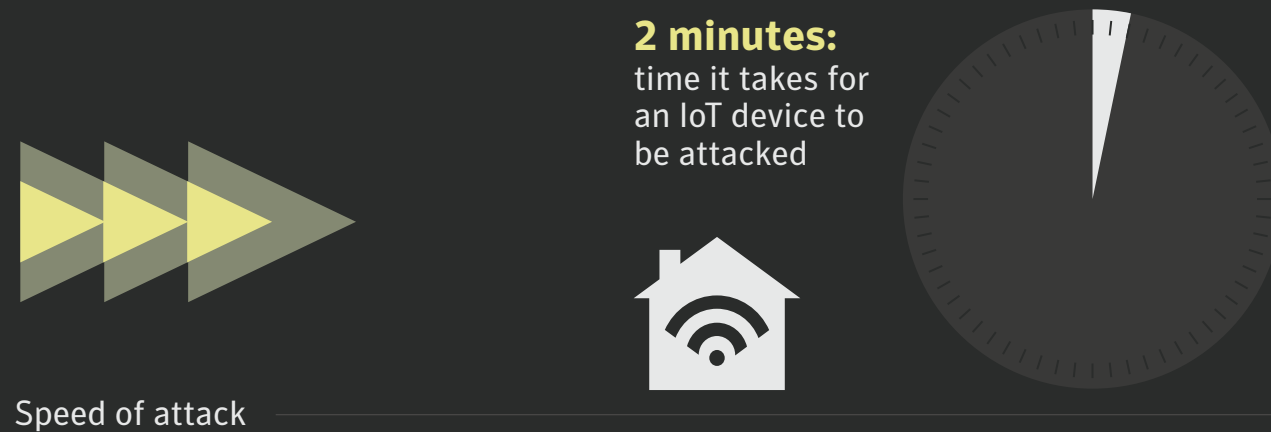 2 minutes:
time it takes for
an IoT device to
be attacked
Speed of attack